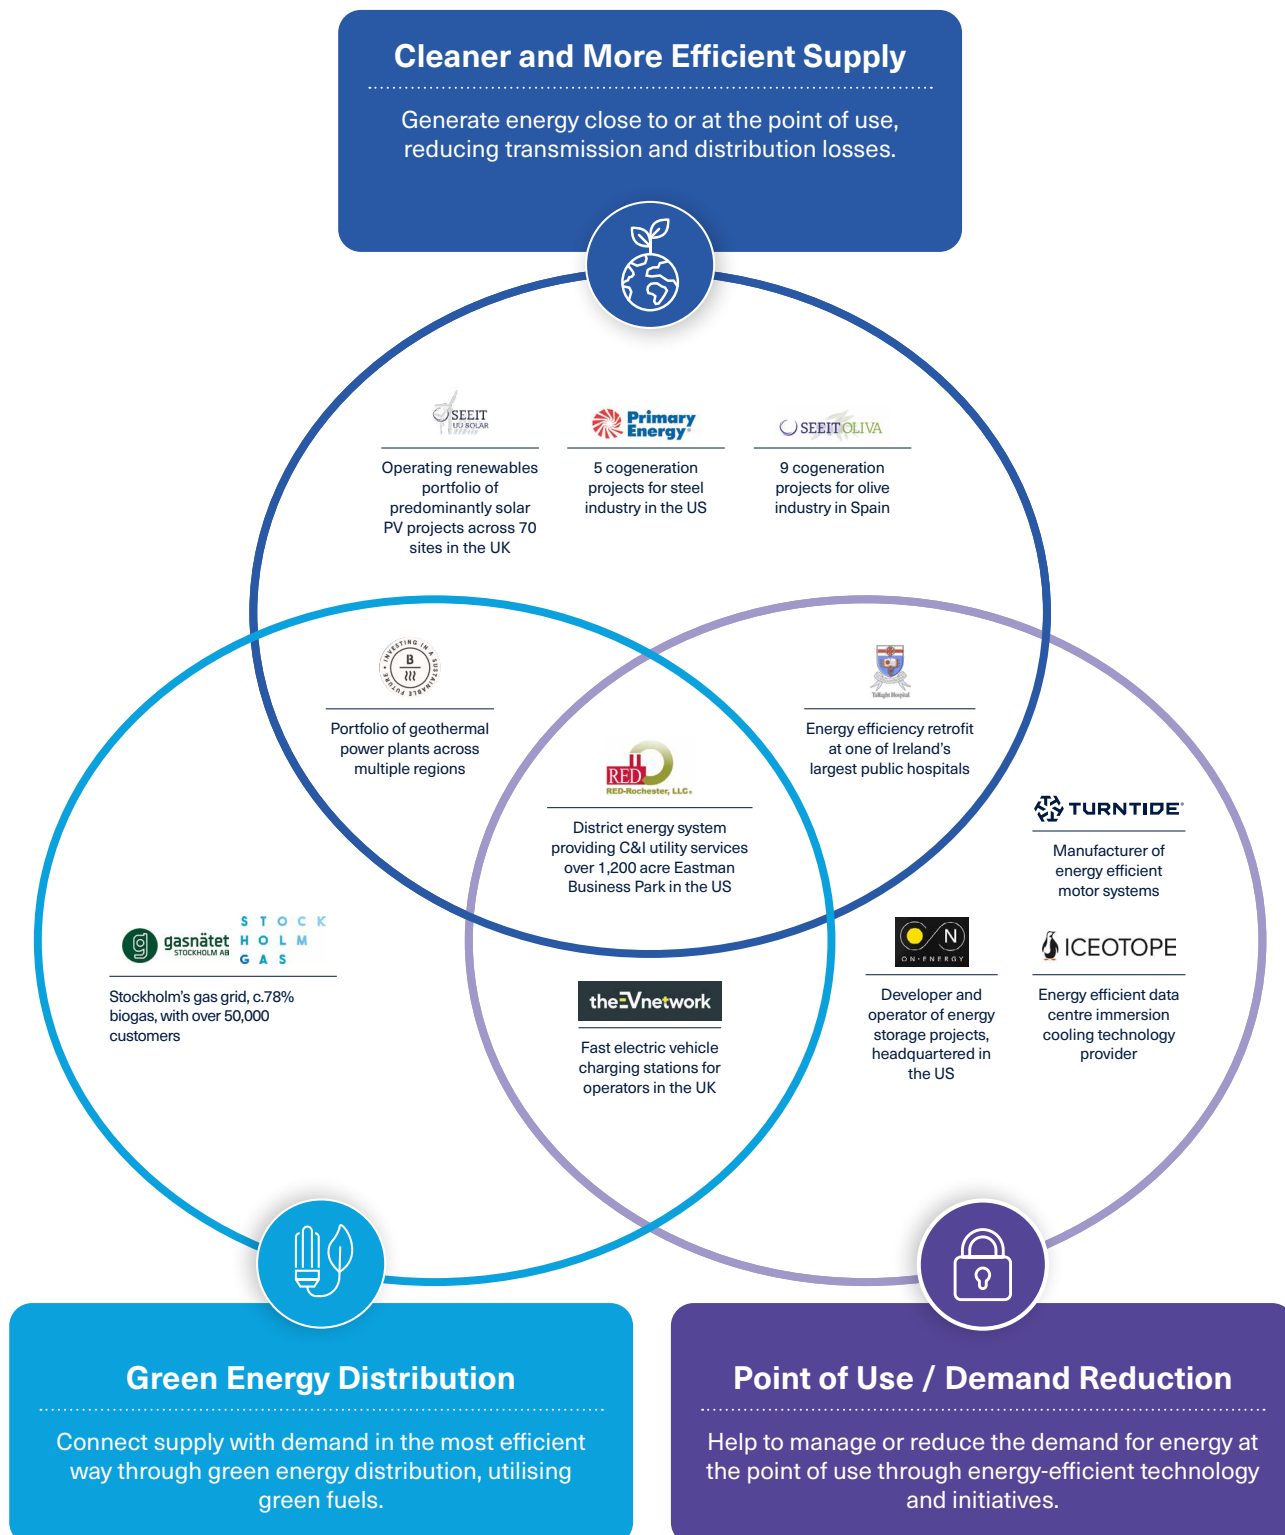 Cleaner and More Efficient Supply
Generate energy close to or at the point of use,
reducing transmission and distribution losses.
SEEIT
UU SOLAR
Operating renewables
portfolio of
predominantly solar
PV projects across 70
sites in the UK
Primary
Energy®
5 cogeneration
projects for steel
industry in the US
SEEIT OLIVA
9 cogeneration
projects for olive
industry in Spain
INVESTING IN A SUSTAINABLE FUTURE
B
Portfolio of geothermal
power plants across
multiple regions
RED
RED-Rochester, LLC®
District energy system
providing C&I utility services
over 1,200 acre Eastman
Business Park in the US
Tallaght Hospital
Energy efficiency retrofit
at one of Ireland's
largest public hospitals
TURNTIDE®
Manufacturer of
energy efficient
motor systems
g gasnätet
STOCKHOLM AB
STOCK
HOLM
GAS
Stockholm's gas grid, c.78%
biogas, with over 50,000
customers
theEVnetwork
Fast electric vehicle
charging stations for
operators in the UK
ON
ON•ENERGY
Developer and
operator of energy
storage projects,
headquartered in
the US
ICEOTOPE
Energy efficient data
centre immersion
cooling technology
provider
Green Energy Distribution
Connect supply with demand in the most efficient
way through green energy distribution, utilising
green fuels.
Point of Use / Demand Reduction
Help to manage or reduce the demand for energy at
the point of use through energy-efficient technology
and initiatives.